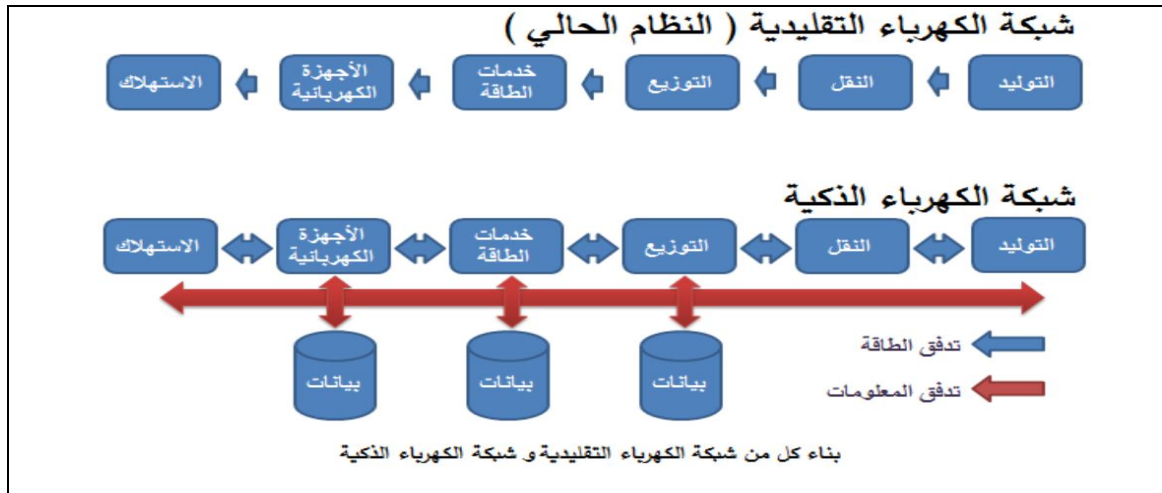 شبكة الكهرباء التقليدية ( النظام الحالي )
التوليد
النقل
التوزيع
خدمات
الطاقة
الأجهزة
الكهربائية
الاستهلاك
شبكة الكهرباء الذكية
التوليد
النقل
التوزيع
خدمات
الطاقة
الأجهزة
الكهربائية
الاستهلاك
بيانات
بيانات
بيانات
تدفق الطاقة
تدفق المعلومات
بناء كل من شبكة الكهرباء التقليدية و شبكة الكهرباء الذكية